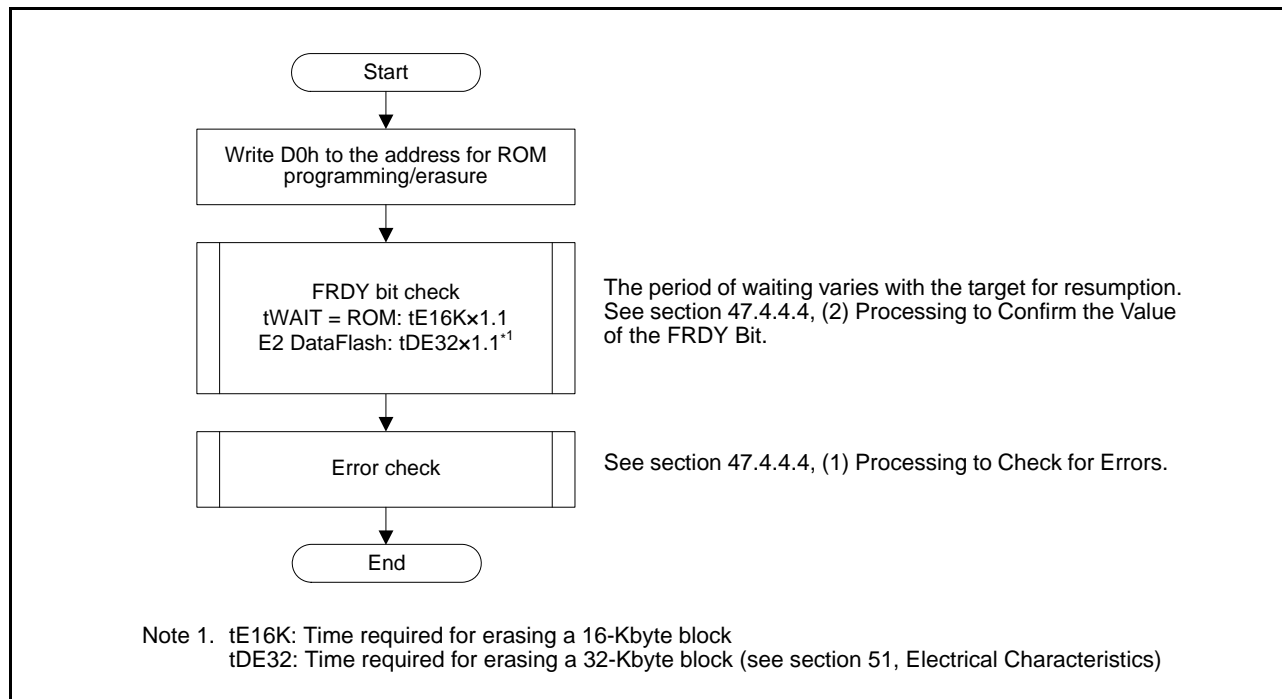 Start
Write D0h to the address for ROM
programming/erasure
FRDY bit check
tWAIT = ROM: tE16K×1.1
E2 DataFlash: tDE32×1.1*1
The period of waiting varies with the target for resumption.
See section 47.4.4.4, (2) Processing to Confirm the Value
of the FRDY Bit.
Error check
See section 47.4.4.4, (1) Processing to Check for Errors.
End
Note 1. tE16K: Time required for erasing a 16-Kbyte block
tDE32: Time required for erasing a 32-Kbyte block (see section 51, Electrical Characteristics)